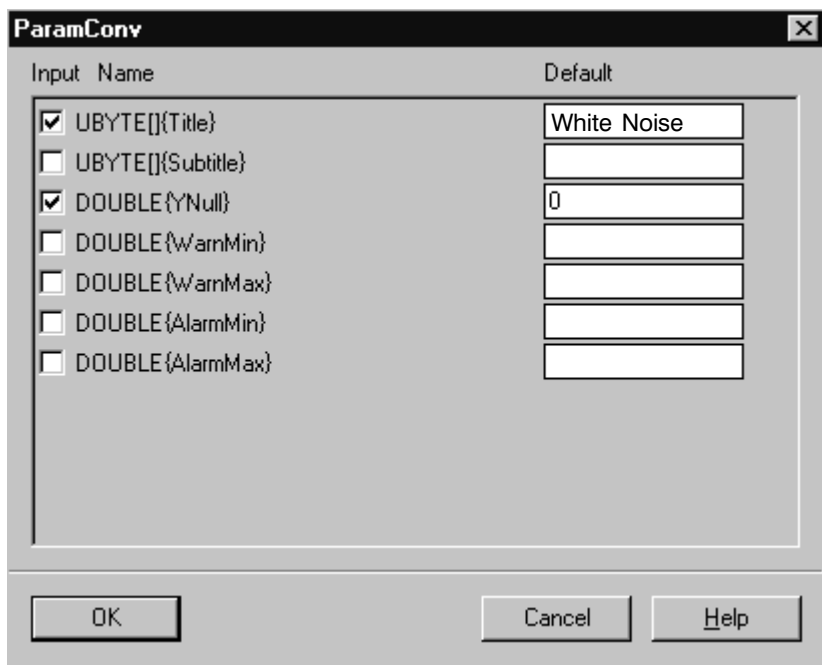 ParamConv
Input Name Default
UBYTE[]{Title} White Noise
UBYTE[]{Subtitle}
DOUBLE{YNull} 0
DOUBLE{WarnMin}
DOUBLE{WarnMax}
DOUBLE{AlarmMin}
DOUBLE{AlarmMax}
OK Cancel Help